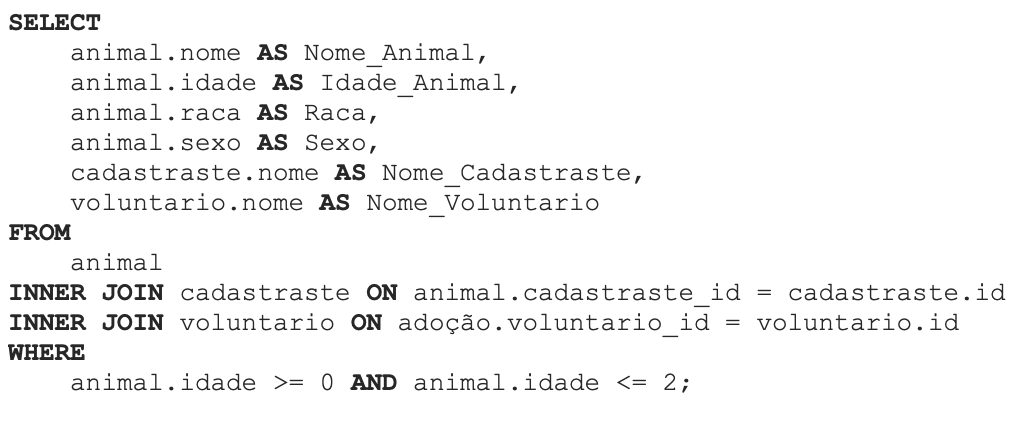 SELECT
    animal.nome AS Nome_Animal,
    animal.idade AS Idade_Animal,
    animal.raca AS Raca,
    animal.sexo AS Sexo,
    cadastraste.nome AS Nome_Cadastraste,
    voluntario.nome AS Nome_Voluntario
FROM
    animal
INNER JOIN cadastraste ON animal.cadastraste_id = cadastraste.id
INNER JOIN voluntario ON adoção.voluntario_id = voluntario.id
WHERE
    animal.idade >= 0 AND animal.idade <= 2;